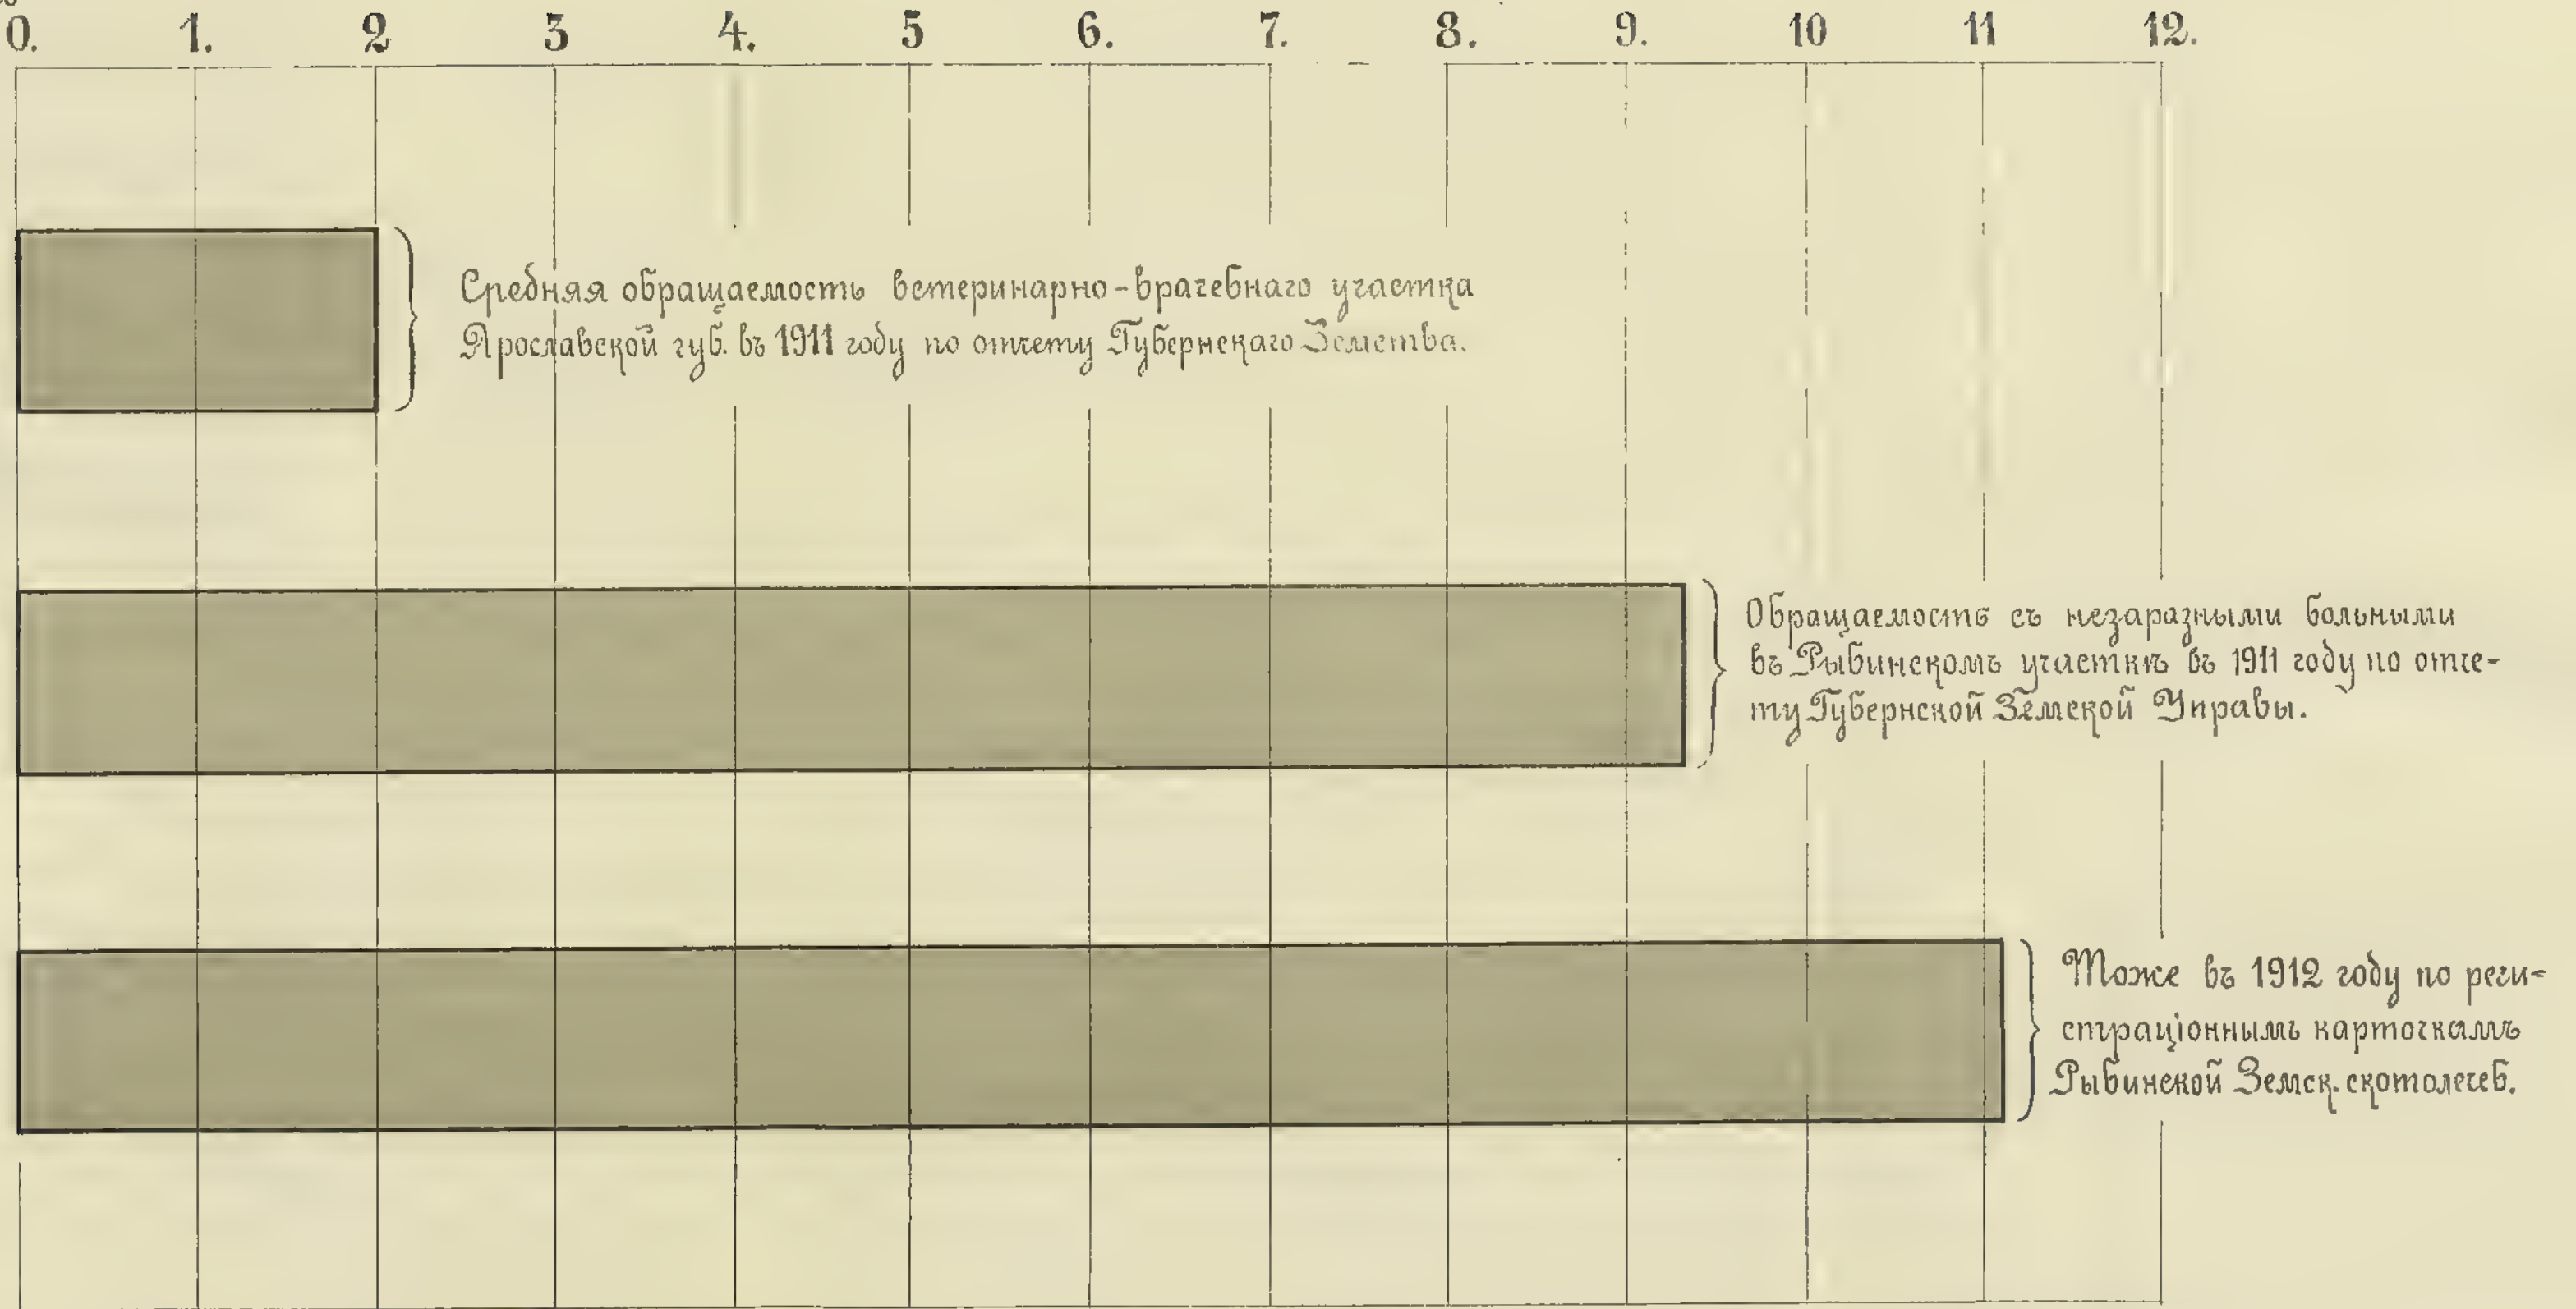 0. 1. 2 3 4. 5 6. 7. 8. 9. 10 11 12.
Средняя обращаемость ветеринарно-врачебнаго участка
Ярославской губ. въ 1911 году по отчету Губернскаго Земства.
Обращаемость съ незаразными больными
въ Рыбинскомъ участкѣ въ 1911 году по отче-
ту Губернской Земской Управы.
Тоже въ 1912 году по реги-
страціоннымъ карточкамъ
Рыбинской Земск. скотолечеб.